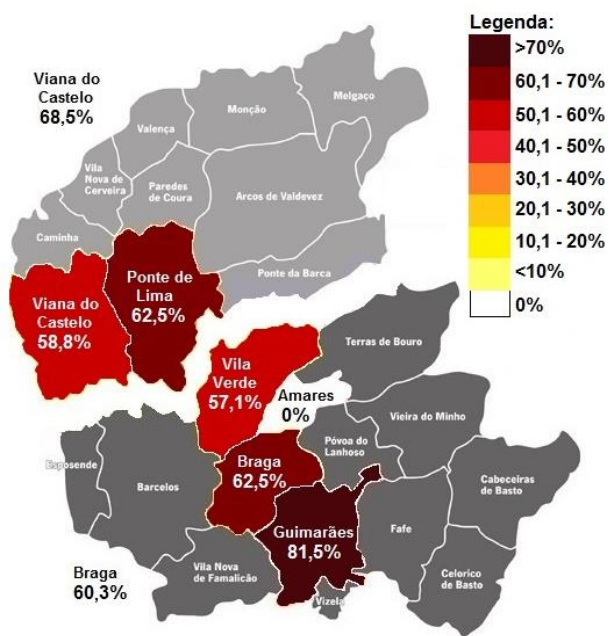 Legenda:
>70%
60,1 - 70%
50,1 - 60%
40,1 - 50%
30,1 - 40%
20,1 - 30%
10,1 - 20%
<10%
0%
Viana do
Castelo
68,5%
Melgaço
Monção
Valença
Vila
Nova de
Cerveira
Paredes
de Coura
Arcos de Valdevez
Caminha
Ponte da Barca
Ponte de
Lima
62,5%
Viana do
Castelo
58,8%
Terras de Bouro
Vila
Verde
57,1%
Amares
0%
Vieira do Minho
Póvoa do
Lanhoso
Esposende
Barcelos
Braga
62,5%
Cabeceiras
de Basto
Guimarães
81,5%
Fafe
Vila Nova
de Famalicão
Celorico
de Basto
Vizela
Braga
60,3%